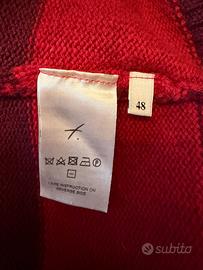 48
CARE INSTRUCTION ON
REVERSE SIDE
subito